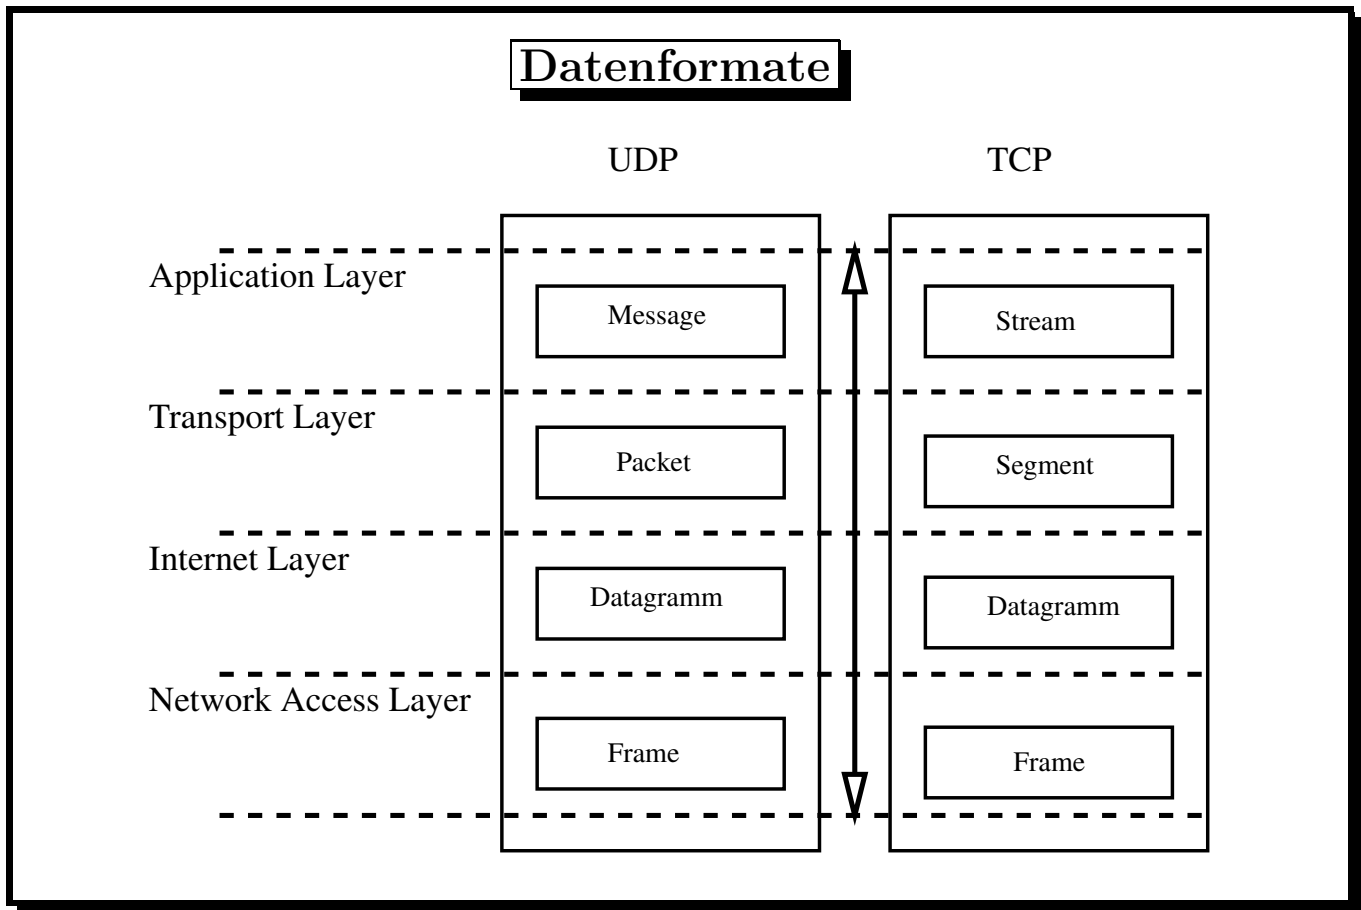 Datenformate
UDP TCP
Application Layer
Message Stream
Transport Layer
Packet Segment
Internet Layer
Datagramm Datagramm
Network Access Layer
Frame Frame